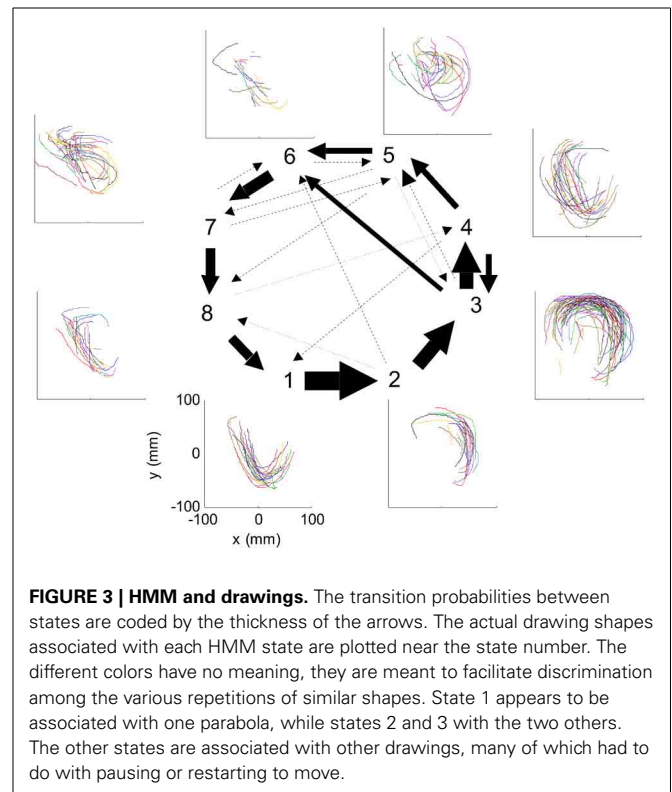 6
5
7
4
3
8
1
2
100
0
-100
y (mm)
-100
0
100
x (mm)
FIGURE 3 | HMM and drawings. The transition probabilities between
states are coded by the thickness of the arrows. The actual drawing shapes
associated with each HMM state are plotted near the state number. The
different colors have no meaning, they are meant to facilitate discrimination
among the various repetitions of similar shapes. State 1 appears to be
associated with one parabola, while states 2 and 3 with the two others.
The other states are associated with other drawings, many of which had to
do with pausing or restarting to move.